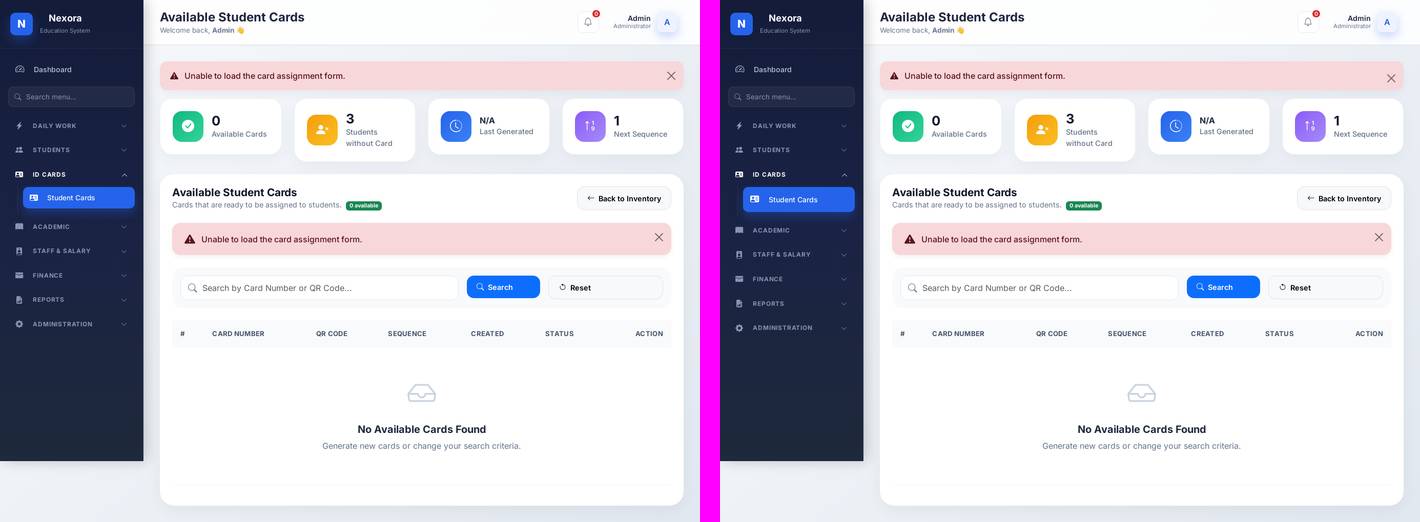 N
Nexora
Education System
Dashboard
Search menu...
DAILY WORK
STUDENTS
ID CARDS
Student Cards
ACADEMIC
STAFF & SALARY
FINANCE
REPORTS
ADMINISTRATION
Available Student Cards
Welcome back, Admin 👋
0
Admin
Administrator
A
Unable to load the card assignment form.
0
Available Cards
3
Students
without Card
N/A
Last Generated
1
Next Sequence
Available Student Cards
Cards that are ready to be assigned to students. 0 available
Back to Inventory
Unable to load the card assignment form.
Search by Card Number or QR Code...
Search
Reset
# CARD NUMBER QR CODE SEQUENCE CREATED STATUS ACTION
No Available Cards Found
Generate new cards or change your search criteria.
N
Nexora
Education System
Dashboard
Search menu...
DAILY WORK
STUDENTS
ID CARDS
Student Cards
ACADEMIC
STAFF & SALARY
FINANCE
REPORTS
ADMINISTRATION
Available Student Cards
Welcome back, Admin 👋
0
Admin
Administrator
A
Unable to load the card assignment form.
0
Available Cards
3
Students
without Card
N/A
Last Generated
1
Next Sequence
Available Student Cards
Cards that are ready to be assigned to students. 0 available
Back to Inventory
Unable to load the card assignment form.
Search by Card Number or QR Code...
Search
Reset
# CARD NUMBER QR CODE SEQUENCE CREATED STATUS ACTION
No Available Cards Found
Generate new cards or change your search criteria.